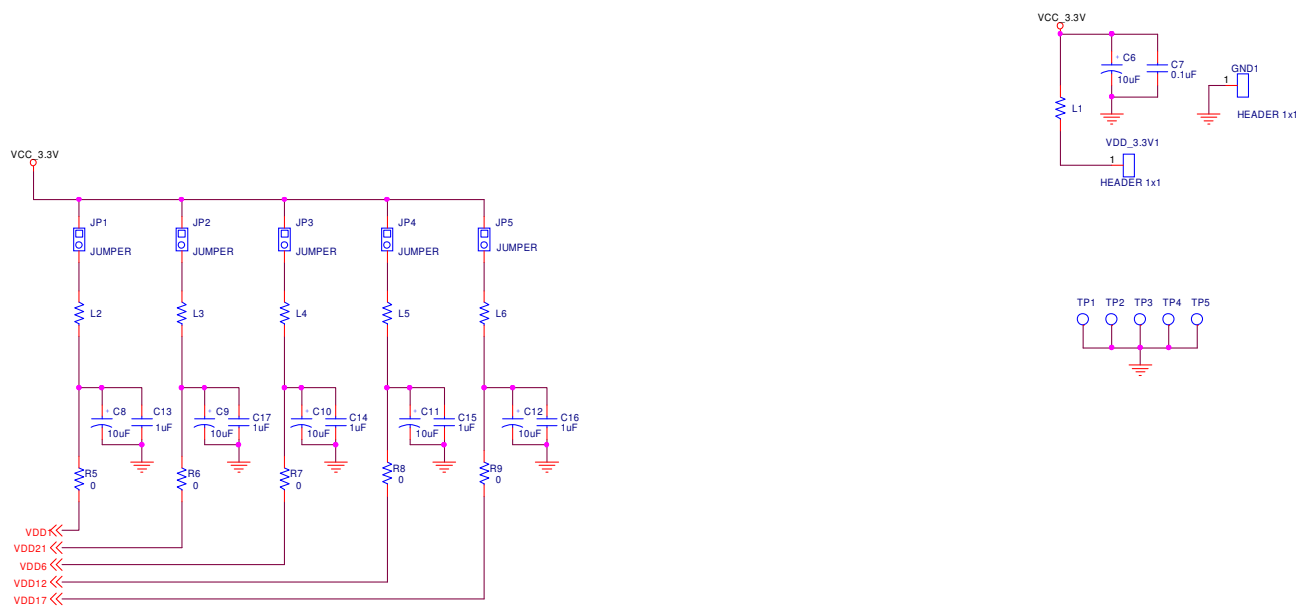 VCC_3.3V
C6
10uF
C7
0.1uF
GND1
1
HEADER 1x1
L1
VDD_3.3V1
1
HEADER 1x1
VCC_3.3V
JP1
JUMPER
JP2
JUMPER
JP3
JUMPER
JP4
JUMPER
JP5
JUMPER
L2
L3
L4
L5
L6
TP1
TP2
TP3
TP4
TP5
C8
10uF
C13
1uF
C9
10uF
C17
1uF
C10
10uF
C14
1uF
C11
10uF
C15
1uF
C12
10uF
C16
1uF
R5
0
R6
0
R7
0
R8
0
R9
0
VDD1
VDD21
VDD6
VDD12
VDD17